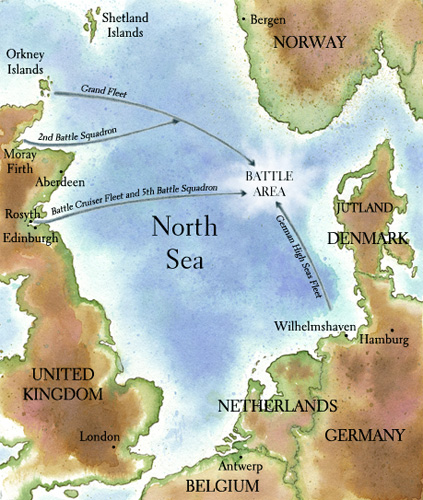 Shetland
Islands
Bergen
NORWAY
Orkney
Islands
Grand Fleet
2nd Battle Squadron
Moray
Firth
Aberdeen
BATTLE
AREA
Battle Cruiser Fleet and 5th Battle Squadron
Rosyth
Edinburgh
North
Sea
JUTLAND
DENMARK
German High Seas Fleet
Wilhelmshaven
Hamburg
UNITED
KINGDOM
NETHERLANDS
London
GERMANY
Antwerp
BELGIUM